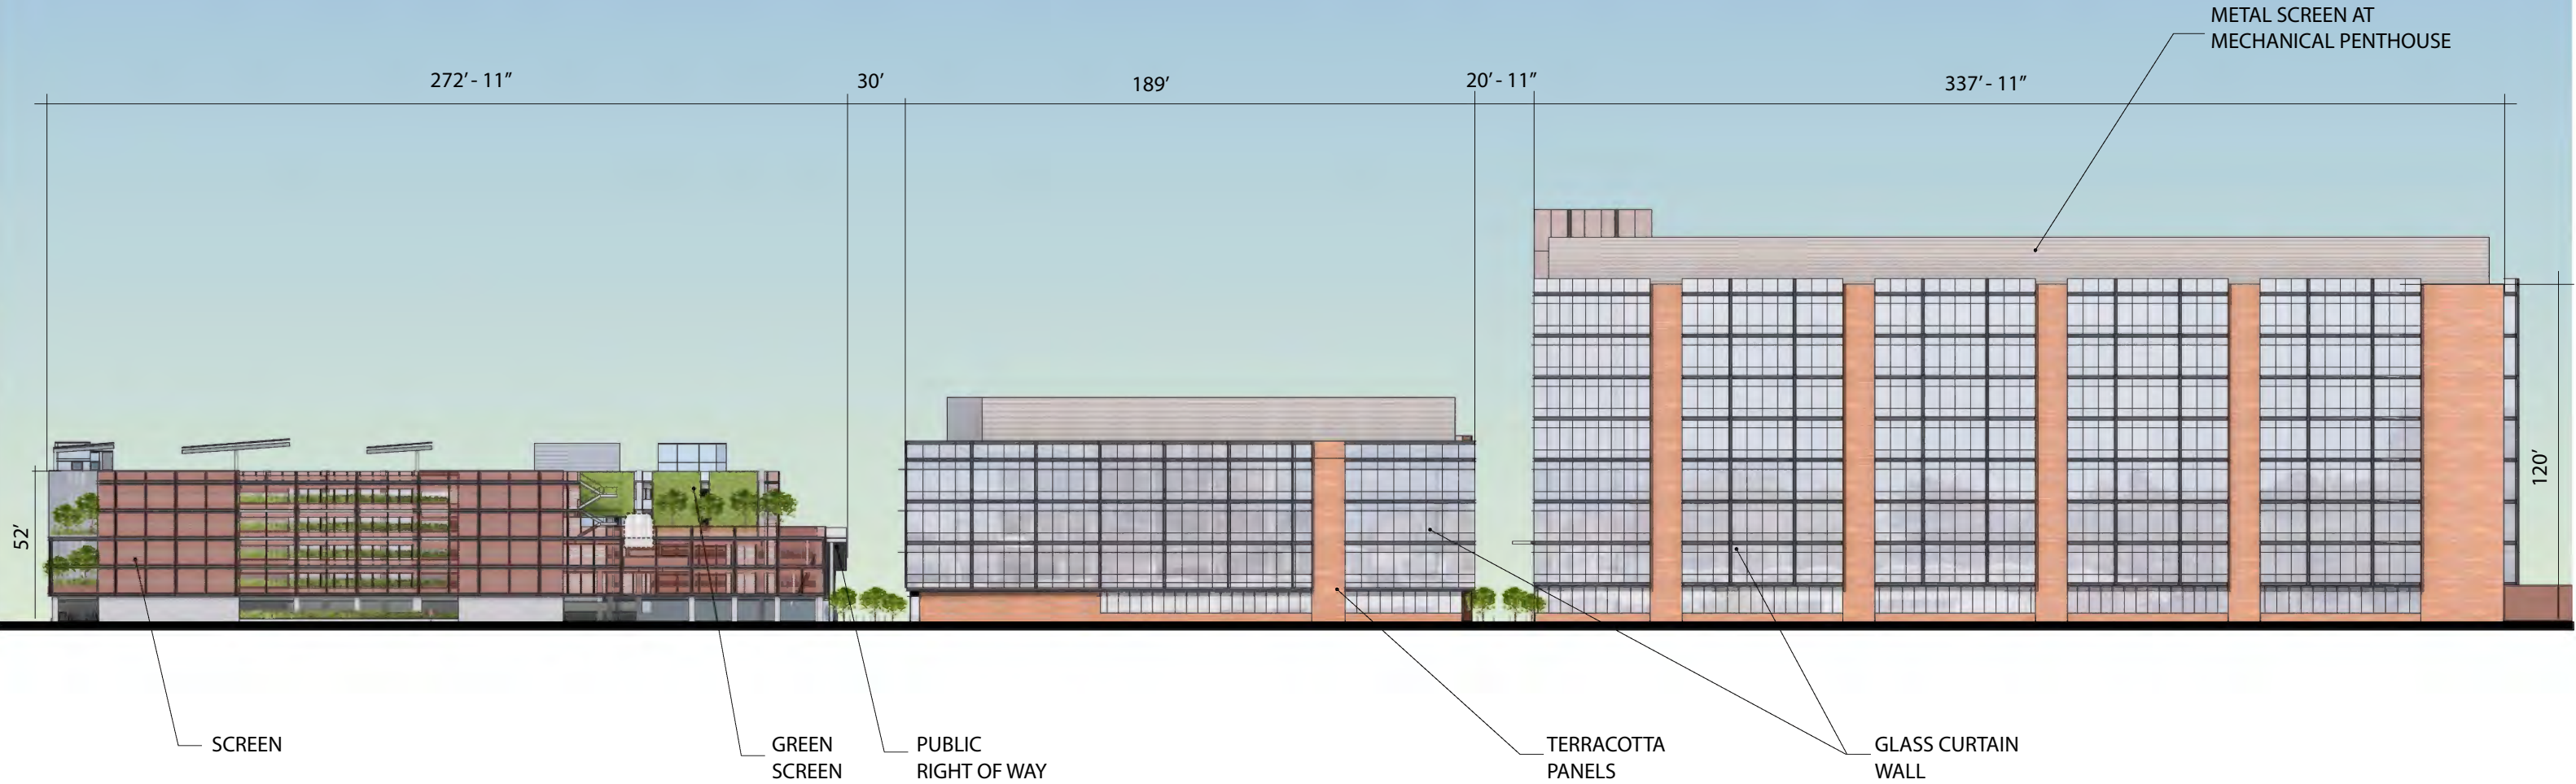 METAL SCREEN AT
MECHANICAL PENTHOUSE
272’ - 11”
30’
189’
20’ - 11”
337’ - 11”
52’
120’
SCREEN
GREEN
SCREEN
PUBLIC
RIGHT OF WAY
TERRACOTTA
PANELS
GLASS CURTAIN
WALL